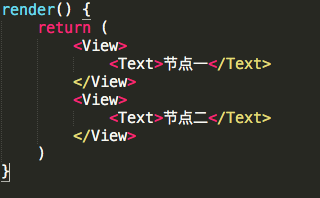 render() {
    return (
        <View>
            <Text>节点一</Text>
        </View>
        <View>
            <Text>节点二</Text>
        </View>
    )
}